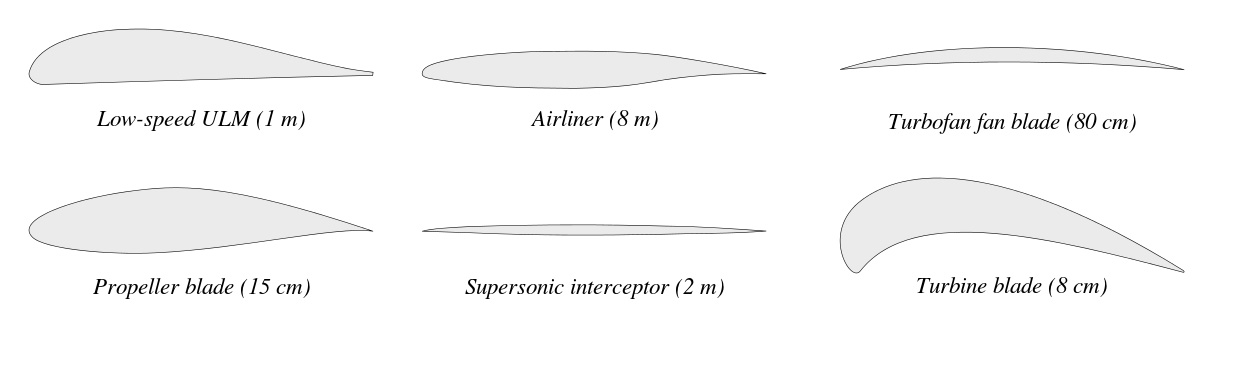 Low-speed ULM (1 m)
Airliner (8 m)
Turbofan fan blade (80 cm)
Propeller blade (15 cm)
Supersonic interceptor (2 m)
Turbine blade (8 cm)